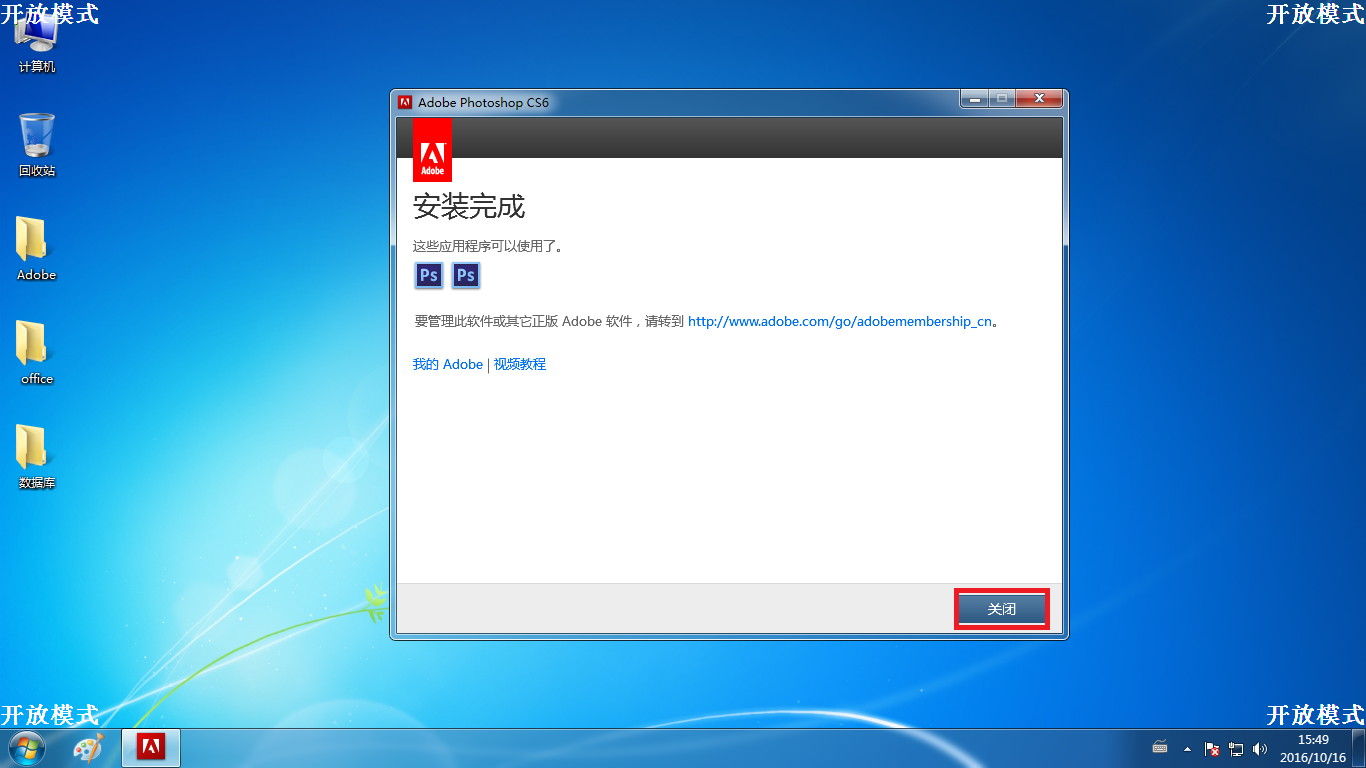 开放模式
开放模式
计算机
回收站
Adobe
office
数据库
Adobe Photoshop CS6
Adobe
安装完成
这些应用程序可以使用了。
Ps Ps
要管理此软件或其它正版 Adobe 软件，请转到 http://www.adobe.com/go/adobemembership_cn。
我的 Adobe | 视频教程
关闭
开放模式
开放模式
15:49
2016/10/16